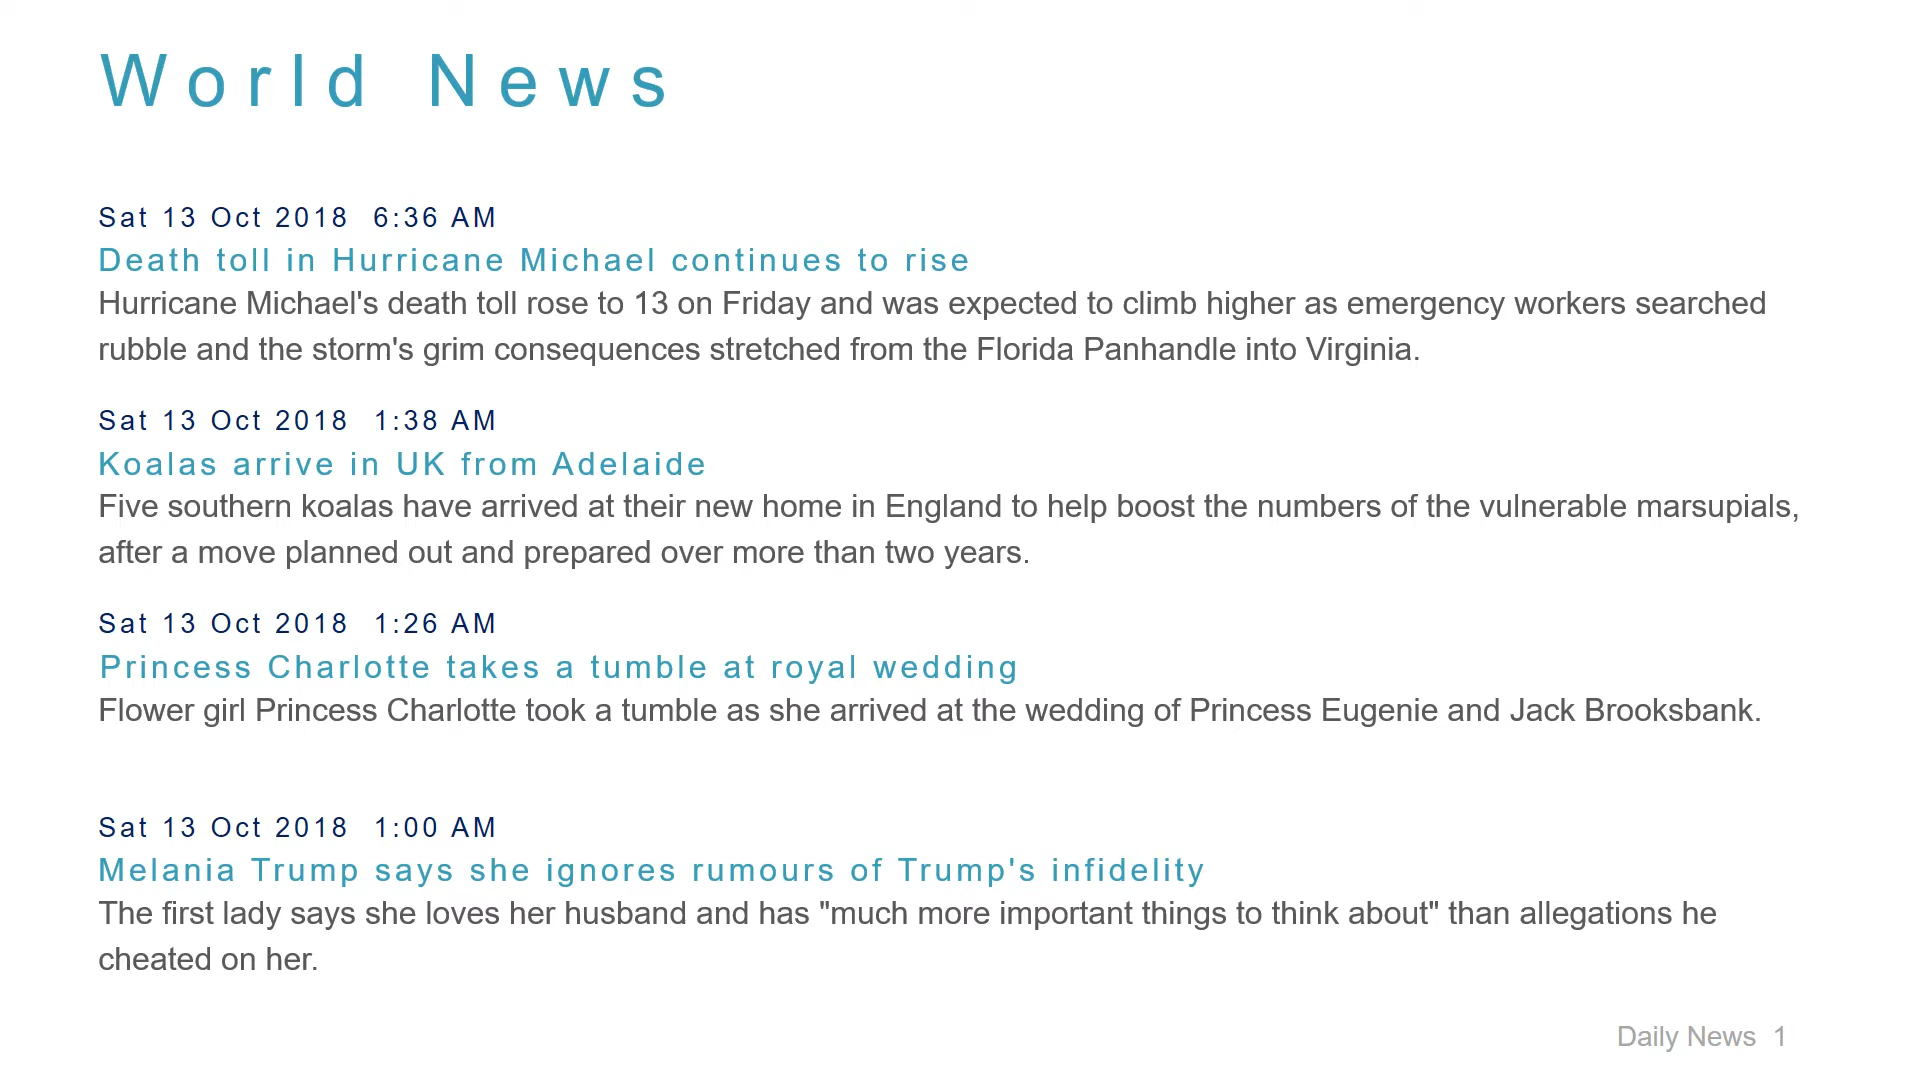 World News
Sat 13 Oct 2018  6:36 AM
Death toll in Hurricane Michael continues to rise
Hurricane Michael's death toll rose to 13 on Friday and was expected to climb higher as emergency workers searched
rubble and the storm's grim consequences stretched from the Florida Panhandle into Virginia.
Sat 13 Oct 2018  1:38 AM
Koalas arrive in UK from Adelaide
Five southern koalas have arrived at their new home in England to help boost the numbers of the vulnerable marsupials,
after a move planned out and prepared over more than two years.
Sat 13 Oct 2018  1:26 AM
Princess Charlotte takes a tumble at royal wedding
Flower girl Princess Charlotte took a tumble as she arrived at the wedding of Princess Eugenie and Jack Brooksbank.
Sat 13 Oct 2018  1:00 AM
Melania Trump says she ignores rumours of Trump's infidelity
The first lady says she loves her husband and has "much more important things to think about" than allegations he
cheated on her.
Daily News  1